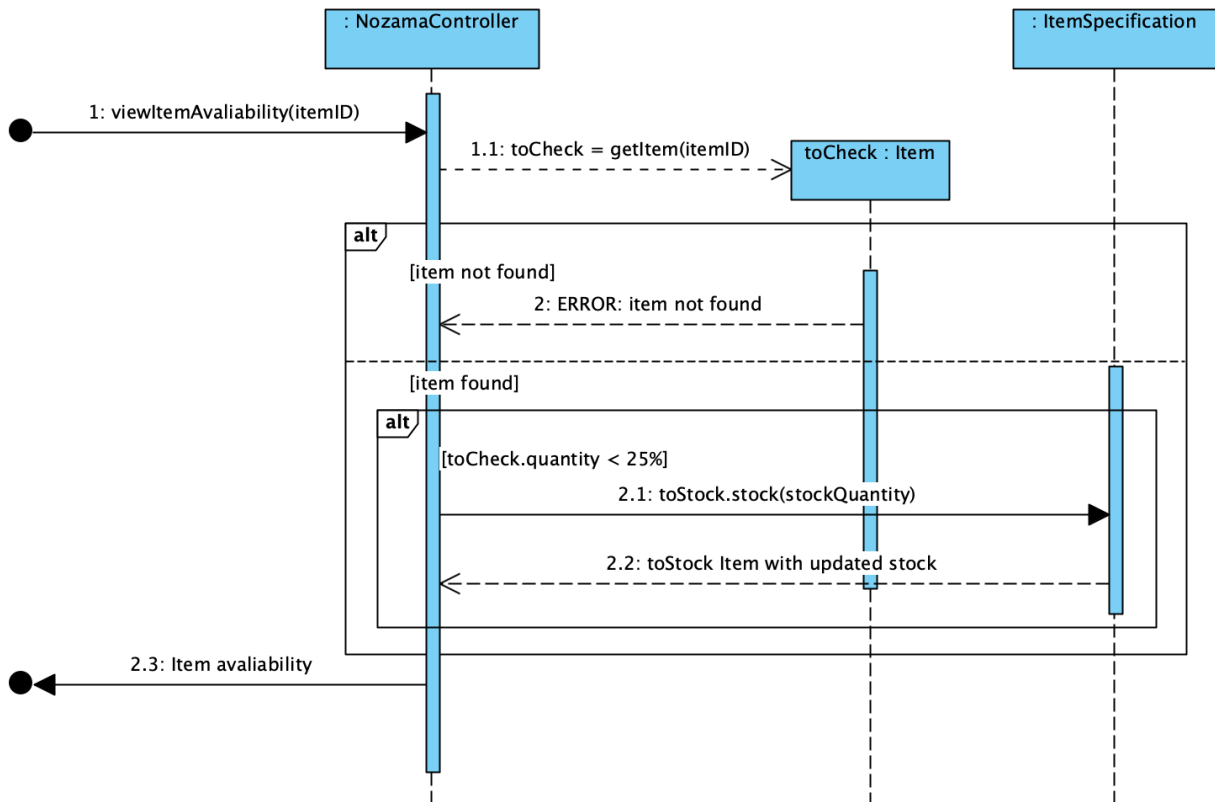 : NozamaController
: ItemSpecification
1: viewItemAvaliability(itemID)
1.1: toCheck = getItem(itemID)
toCheck : Item
alt
[item not found]
2: ERROR: item not found
[item found]
alt
[toCheck.quantity < 25%]
2.1: toStock.stock(stockQuantity)
2.2: toStock Item with updated stock
2.3: Item avaliability